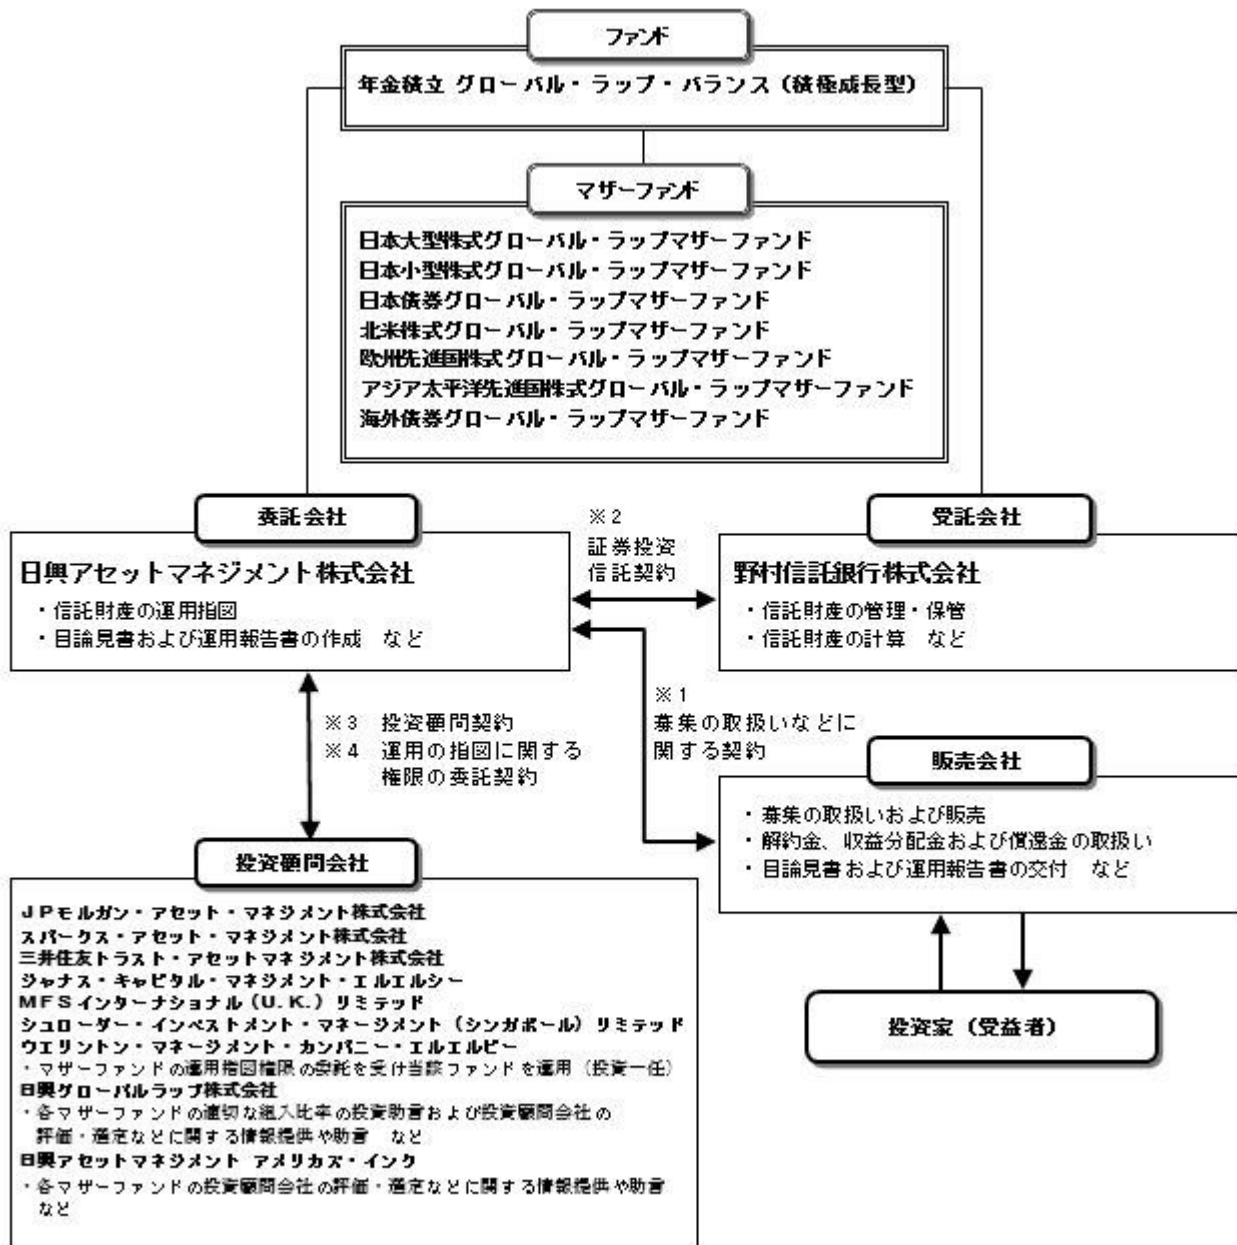 ファンド
年金積立 グローバル・ラップ・バランス（積極成長型）
マザーファンド
日本大型株式グローバル・ラップマザーファンド
日本小型株式グローバル・ラップマザーファンド
日本債券グローバル・ラップマザーファンド
北米株式グローバル・ラップマザーファンド
欧州先進国株式グローバル・ラップマザーファンド
アジア太平洋先進国株式グローバル・ラップマザーファンド
海外債券グローバル・ラップマザーファンド
委託会社
日興アセットマネジメント株式会社
・信託財産の運用指図
・目論見書および運用報告書の作成　など
※２
証券投資
信託契約
受託会社
野村信託銀行株式会社
・信託財産の管理・保管
・信託財産の計算　など
※３　投資顧問契約
※４　運用の指図に関する
権限の委託契約
※１
募集の取扱いなどに
関する契約
販売会社
・募集の取扱いおよび販売
・解約金、収益分配金および償還金の取扱い
・目論見書および運用報告書の交付　など
投資家（受益者）
投資顧問会社
ＪＰモルガン・アセット・マネジメント株式会社
スパークス・アセット・マネジメント株式会社
三井住友トラスト・アセットマネジメント株式会社
ジャナス・キャピタル・マネジメント・エルエルシー
ＭＦＳインターナショナル（Ｕ．Ｋ．）リミテッド
シュローダー・インベストメント・マネージメント（シンガポール）リミテッド
ウエリントン・マネージメント・カンパニー・エルエルピー
・マザーファンドの運用指図権限の委託を受け当該ファンドを運用（投資一任）
日興グローバルラップ株式会社
・各マザーファンドの適切な組入比率の投資助言および投資顧問会社の
評価・選定などに関する情報提供や助言　など
日興アセットマネジメント アメリカズ・インク
・各マザーファンドの投資顧問会社の評価・選定などに関する情報提供や助言
など